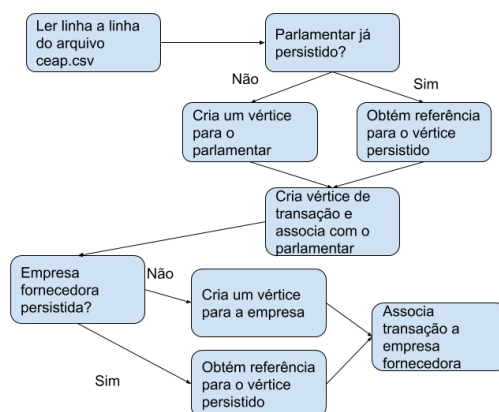 Ler linha a linha
do arquivo
ceap.csv
Parlamentar já
persistido?
Não
Sim
Cria um vértice
para o
parlamentar
Obtém referência
para o vértice
persistido
Cria vértice de
transação e
associa com o
parlamentar
Empresa
fornecedora
persistida?
Não
Cria um vértice
para a empresa
Sim
Obtém referência
para o vértice
persistido
Associa
transação a
empresa
fornecedora